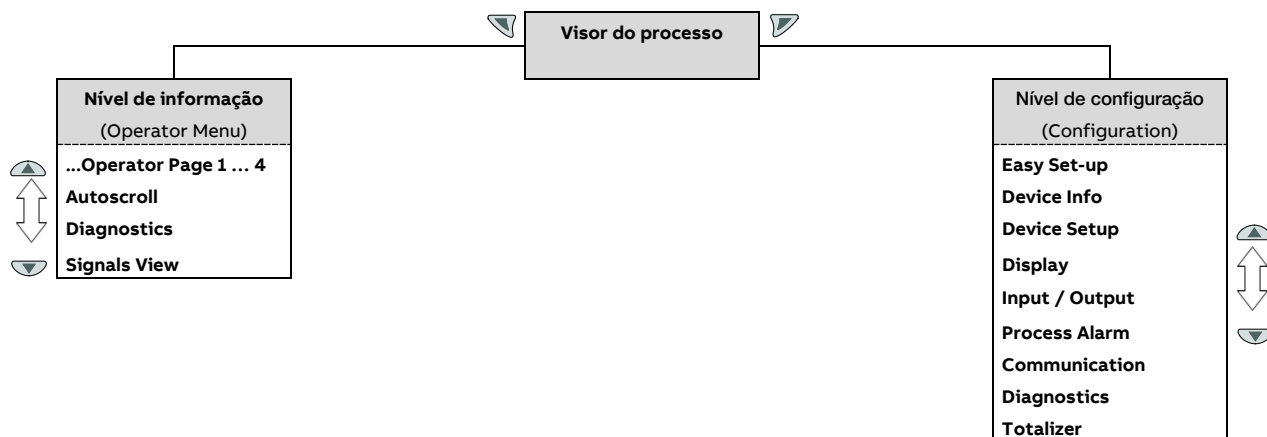 Visor do processo
Nível de informação
(Operator Menu)
...Operator Page 1 ... 4
Autoscroll
Diagnostics
Signals View
Nível de configuração
(Configuration)
Easy Set-up
Device Info
Device Setup
Display
Input / Output
Process Alarm
Communication
Diagnostics
Totalizer